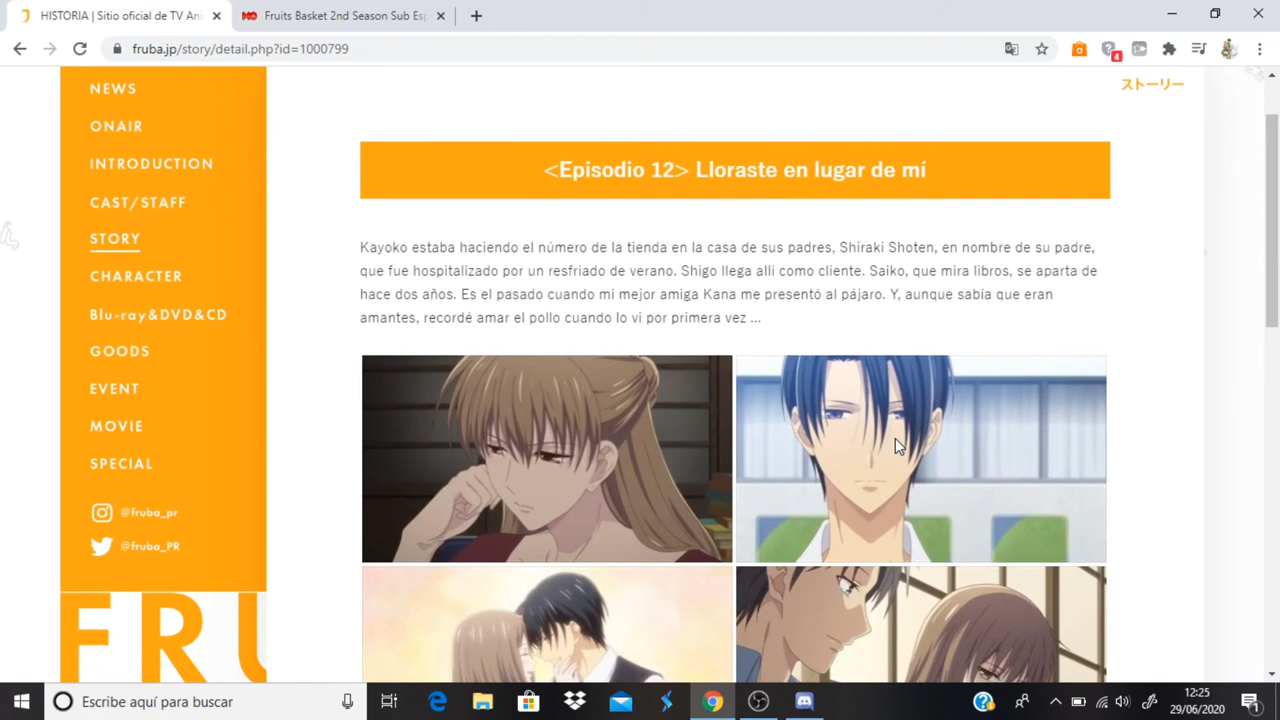 HISTORIA | Sitio oficial de TV Ani
Fruits Basket 2nd Season Sub Esp
fruba.jp/story/detail.php?id=1000799
4
NEWS
ONAIR
INTRODUCTION
CAST/STAFF
STORY
CHARACTER
Blu-ray&DVD&CD
GOODS
EVENT
MOVIE
SPECIAL
@fruba_pr
@fruba_PR
FRU
ストーリー
<Episodio 12> Lloraste en lugar de mí
Kayoko estaba haciendo el número de la tienda en la casa de sus padres, Shiraki Shoten, en nombre de su padre,
que fue hospitalizado por un resfriado de verano. Shigo llega allí como cliente. Saiko, que mira libros, se aparta de
hace dos años. Es el pasado cuando mi mejor amiga Kana me presentó al pájaro. Y, aunque sabía que eran
amantes, recordé amar el pollo cuando lo vi por primera vez ...
Escribe aquí para buscar
12:25
29/06/2020
1